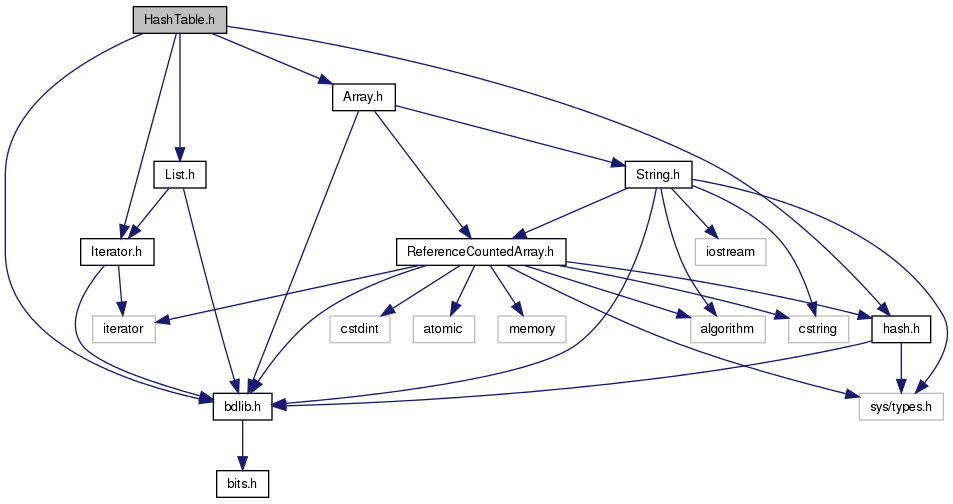 HashTable.h
Array.h
List.h
String.h
Iterator.h
ReferenceCountedArray.h
iostream
iterator
cstdint
atomic
memory
algorithm
cstring
hash.h
bdlib.h
sys/types.h
bits.h